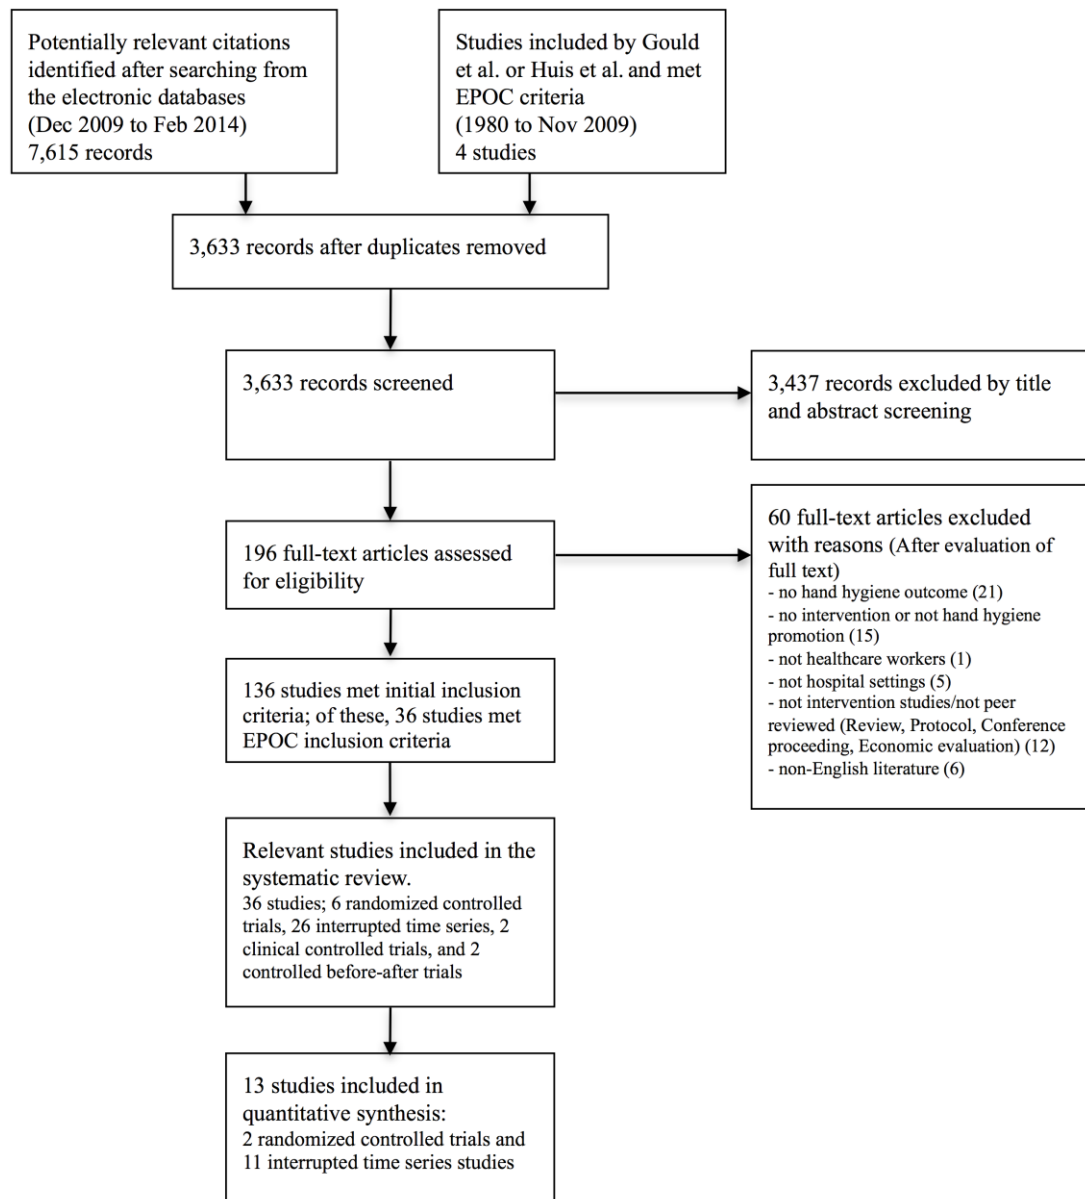 Potentially relevant citations
identified after searching from
the electronic databases
(Dec 2009 to Feb 2014)
7,615 records
Studies included by Gould
et al. or Huis et al. and met
EPOC criteria
(1980 to Nov 2009)
4 studies
3,633 records after duplicates removed
3,633 records screened
3,437 records excluded by title
and abstract screening
196 full-text articles assessed
for eligibility
60 full-text articles excluded
with reasons (After evaluation of
full text)
- no hand hygiene outcome (21)
- no intervention or not hand hygiene
promotion (15)
- not healthcare workers (1)
- not hospital settings (5)
- not intervention studies/not peer
reviewed (Review, Protocol, Conference
proceeding, Economic evaluation) (12)
- non-English literature (6)
136 studies met initial inclusion
criteria; of these, 36 studies met
EPOC inclusion criteria
Relevant studies included in the
systematic review.
36 studies; 6 randomized controlled
trials, 26 interrupted time series, 2
clinical controlled trials, and 2
controlled before-after trials
13 studies included in
quantitative synthesis:
2 randomized controlled trials and
11 interrupted time series studies